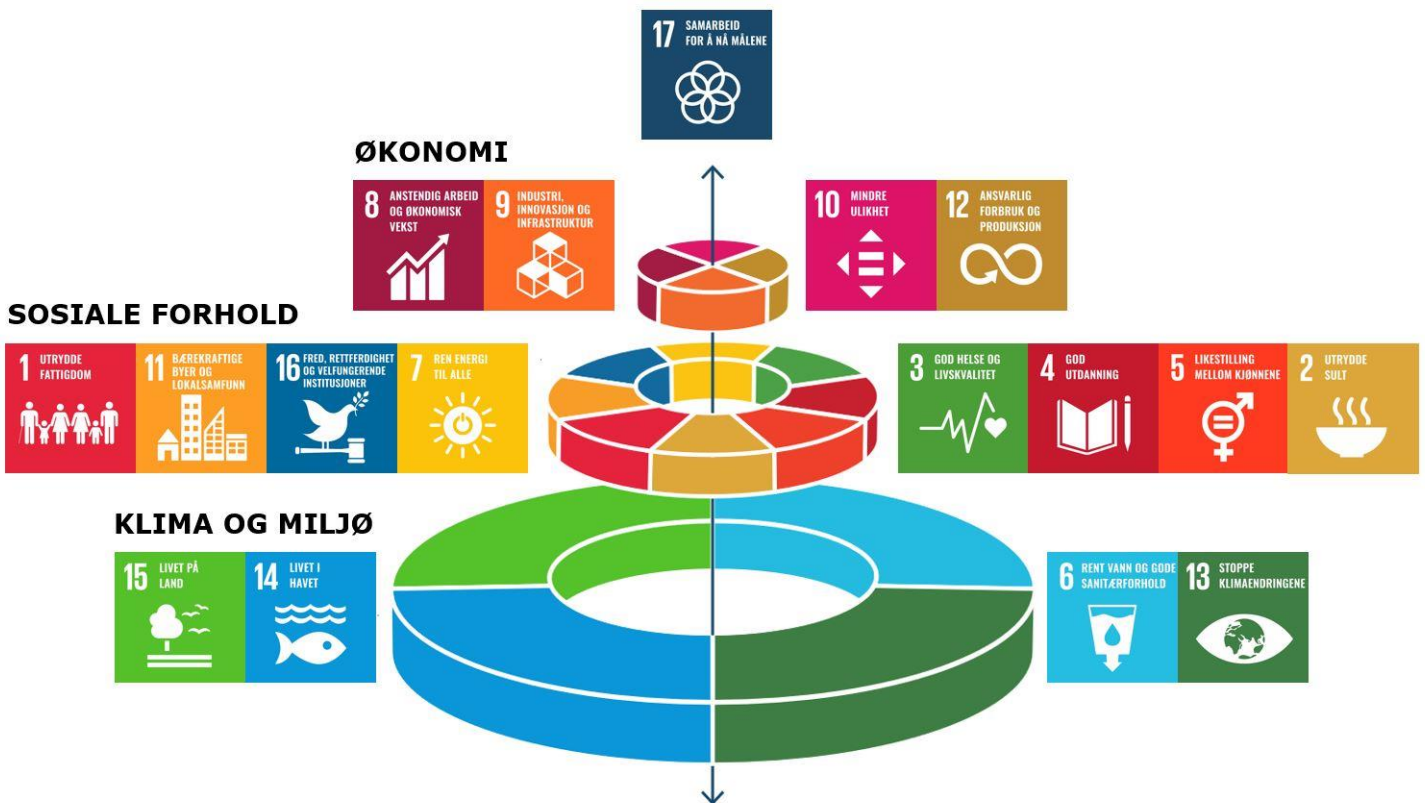 17 SAMARBEID
FOR Å NÅ MÅLENE
ØKONOMI
8 ANSTENDIG ARBEID
OG ØKONOMISK
VEKST
9 INDUSTRI,
INNOVASJON OG
INFRASTRUKTUR
10 MINDRE
ULIKHET
12 ANSVARLIG
FORBRUK OG
PRODUKSJON
SOSIALE FORHOLD
1 UTRYDDE
FATTIGDOM
11 BÆREKRAFTIGE
BYER OG
LOKALSAMFUNN
16 FRED, RETTFERDIGHET
OG VELFUNGERENDE
INSTITUSJONER
7 REN ENERGI
TIL ALLE
3 GOD HELSE OG
LIVSKVALITET
4 GOD
UTDANNING
5 LIKESTILLING
MELLOM KJØNNENE
2 UTRYDDE
SULT
KLIMA OG MILJØ
15 LIVET PÅ
LAND
14 LIVET I
HAVET
6 RENT VANN OG GODE
SANITÆRFORHOLD
13 STOPPE
KLIMAENDRINGENE